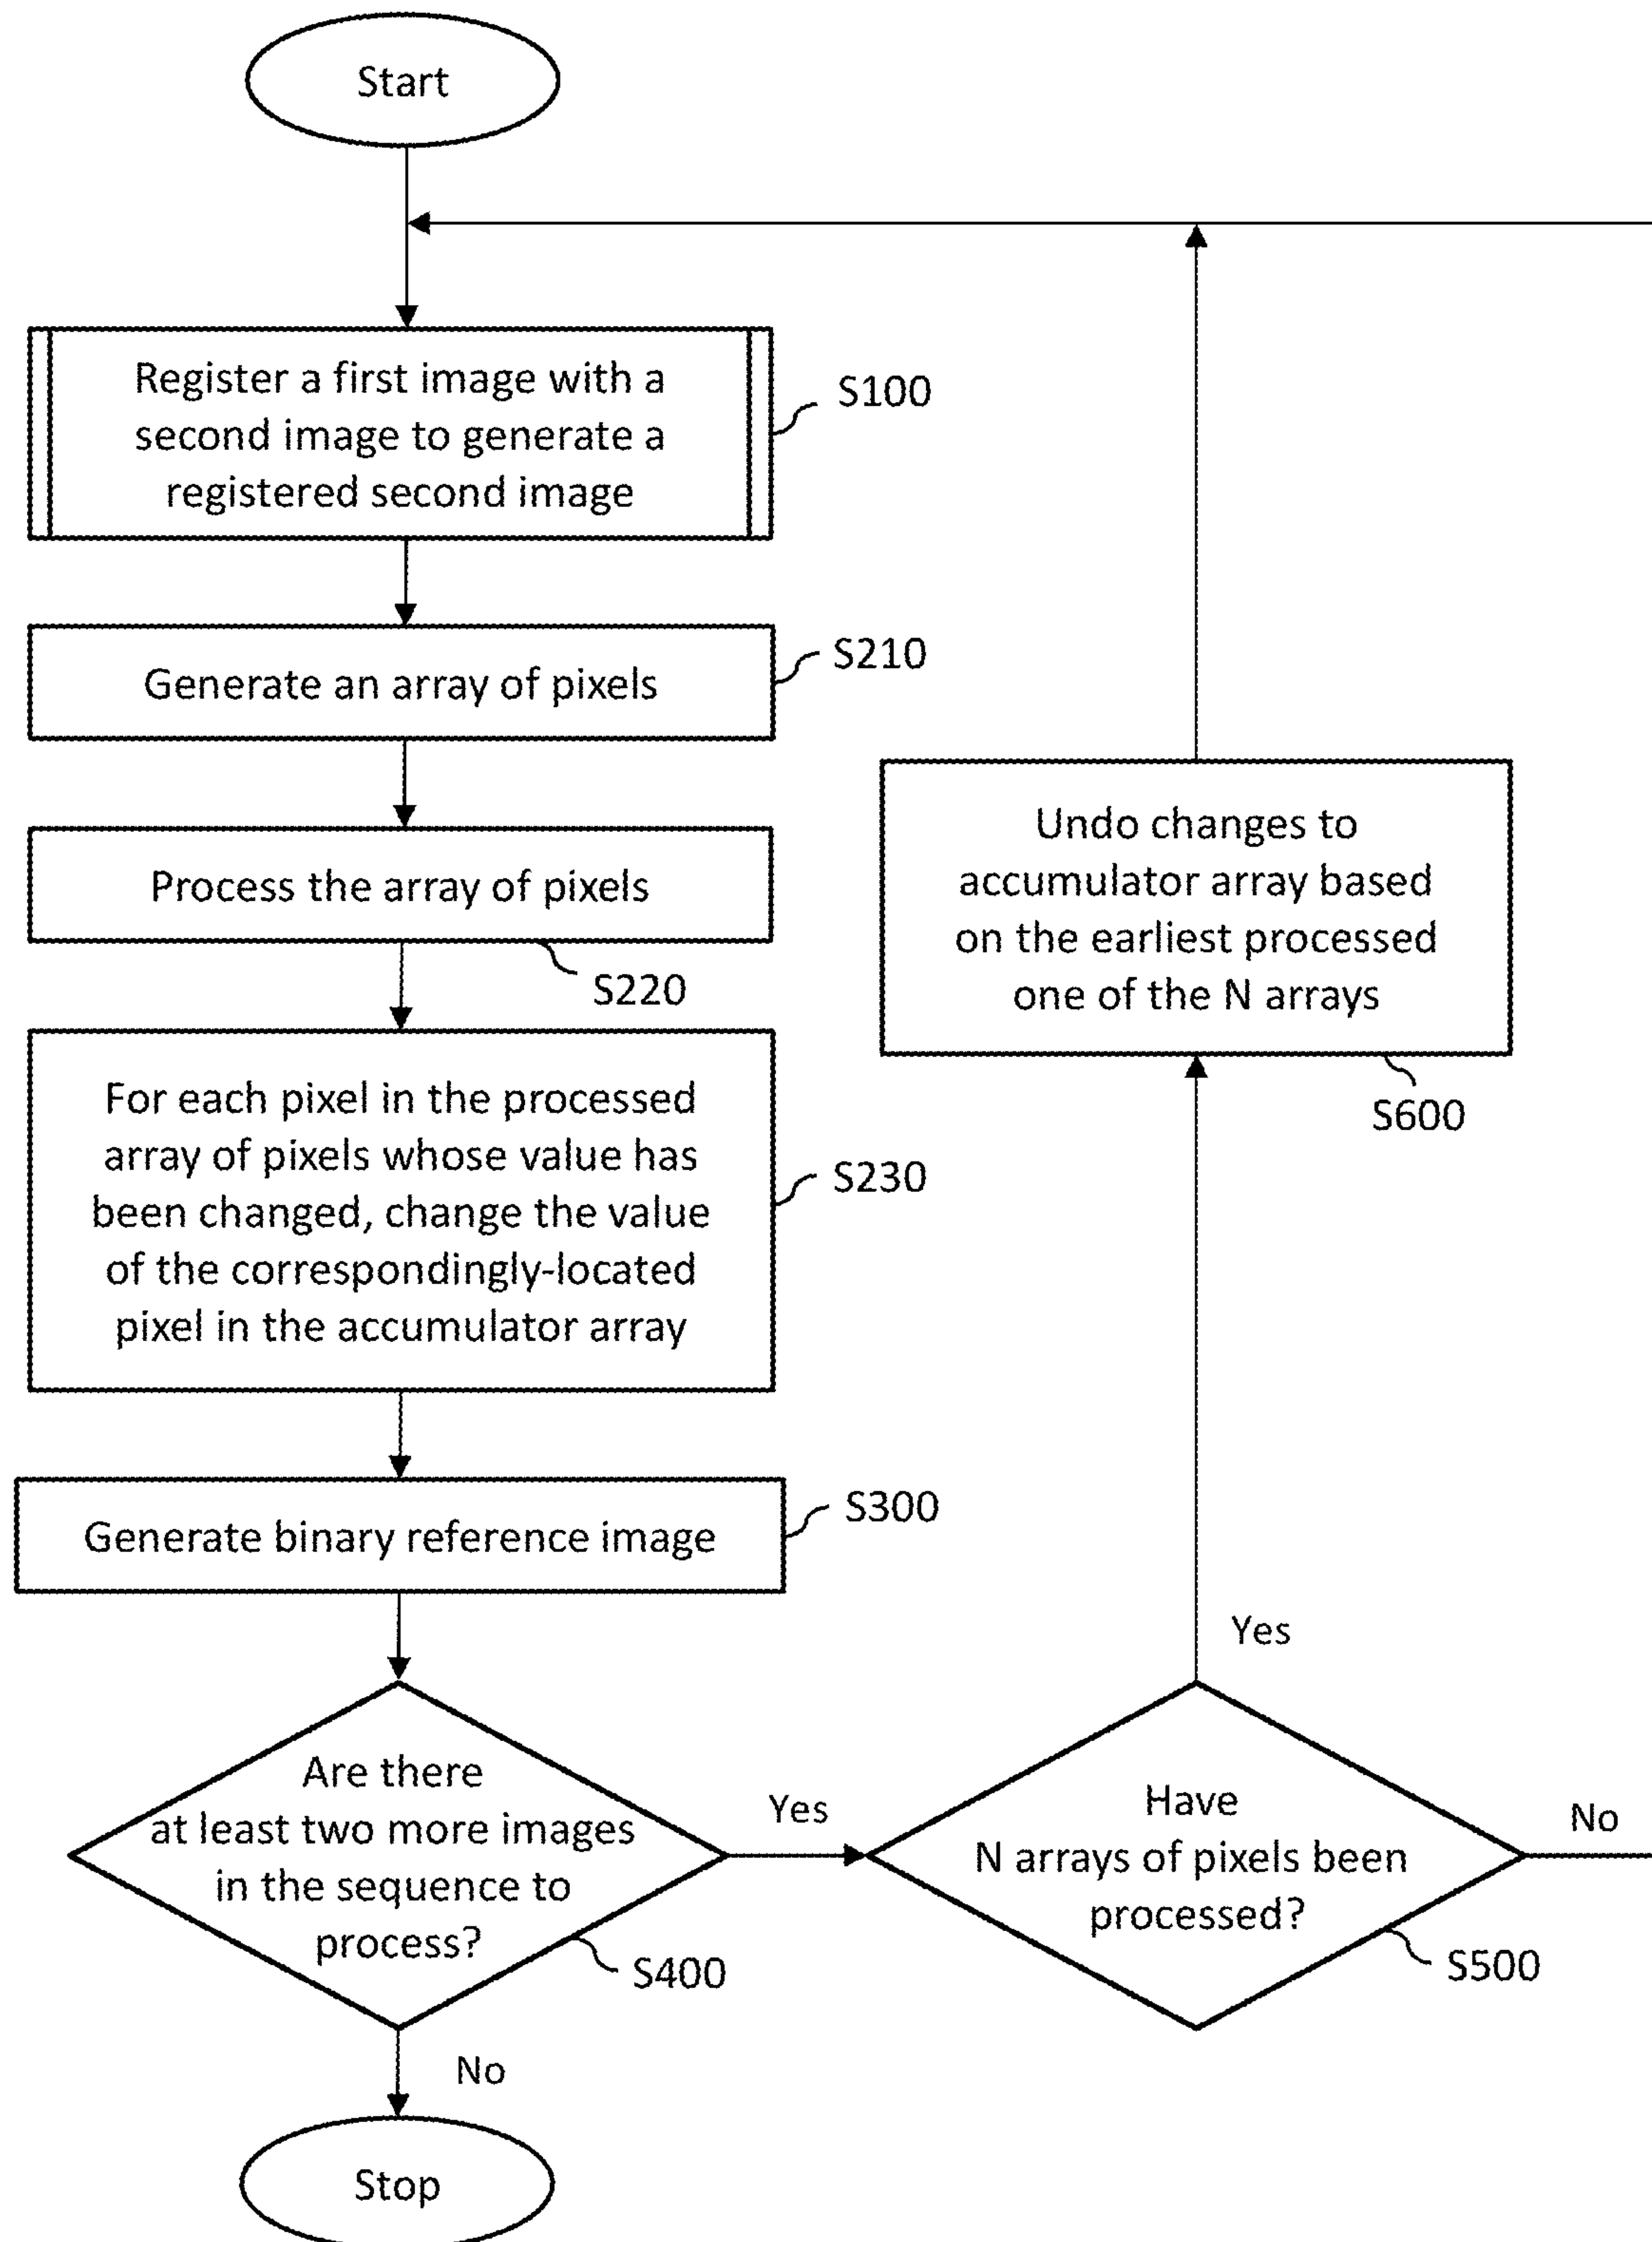 Start
Register a first image with a
second image to generate a
registered second image
S100
Generate an array of pixels
S210
Process the array of pixels
S220
For each pixel in the processed
array of pixels whose value has
been changed, change the value
of the correspondingly-located
pixel in the accumulator array
S230
Generate binary reference image
S300
Are there
at least two more images
in the sequence to
process?
S400
Yes
No
Stop
Have
N arrays of pixels been
processed?
S500
Yes
No
Undo changes to
accumulator array based
on the earliest processed
one of the N arrays
S600